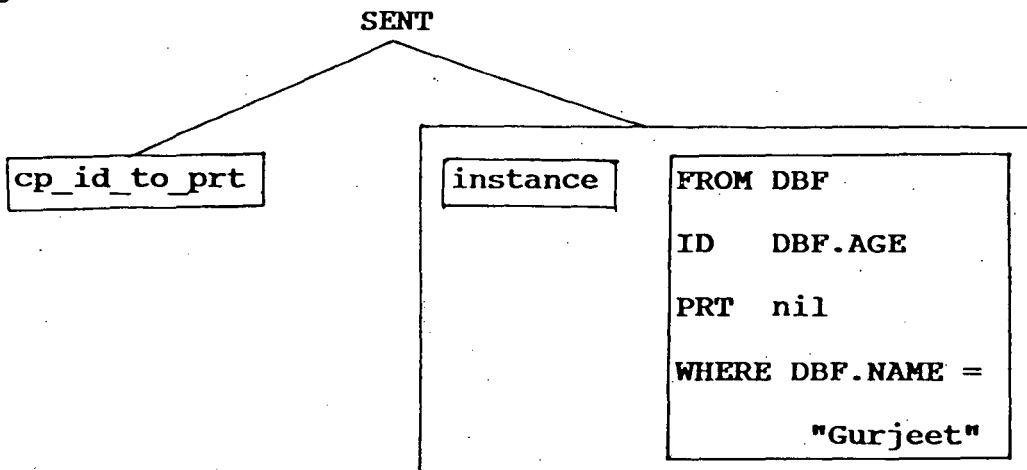 SENT
cp_id_to_prt
instance
FROM DBF
ID DBF.AGE
PRT nil
WHERE DBF.NAME =
"Gurjeet"